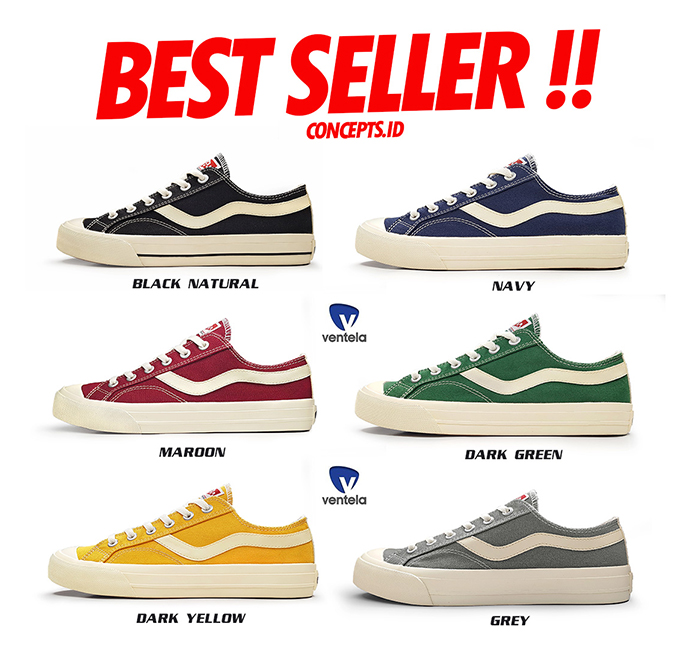 BEST SELLER !!
CONCEPTS.ID
BLACK NATURAL
NAVY
ventela
MAROON
DARK GREEN
ventela
DARK YELLOW
GREY